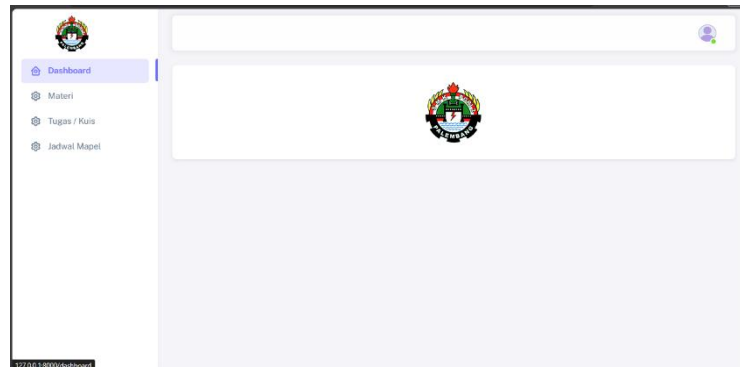 Dashboard
Materi
Tugas / Kuis
Jadwal Mapel
PALEMBANG
127.0.0.1:8000/dashboard